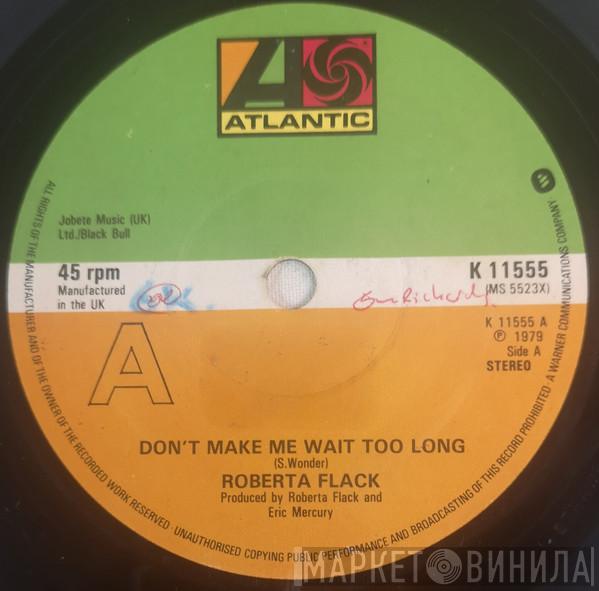 ATLANTIC
Jobete Music (UK)
Ltd./Black Bull
45 rpm
Manufactured
in the UK
K 11555
(MS 5523X)
K 11555 A
℗ 1979
Side A
STEREO
A
DON'T MAKE ME WAIT TOO LONG
(S.Wonder)
ROBERTA FLACK
Produced by Roberta Flack and
Eric Mercury
ALL RIGHTS OF THE MANUFACTURER AND OF THE OWNER OF THE RECORDED WORK RESERVED · UNAUTHORISED COPYING PUBLIC PERFORMANCE AND BROADCASTING OF THIS RECORD PROHIBITED · A WARNER COMMUNICATIONS COMPANY ·
МАРКЕТ ВИНИЛА